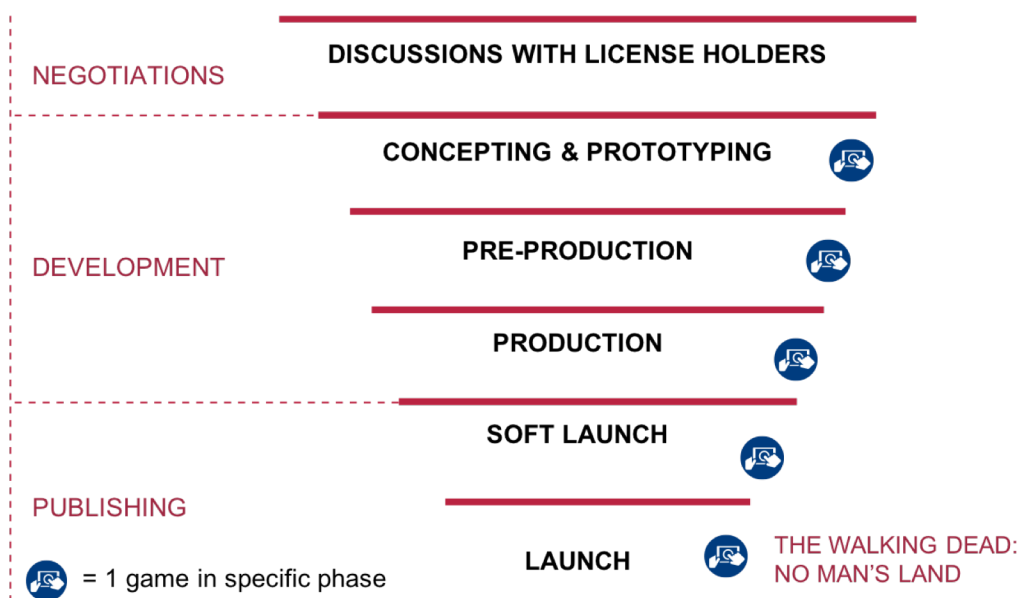 DISCUSSIONS WITH LICENSE HOLDERS
NEGOTIATIONS
CONCEPTING & PROTOTYPING
PRE-PRODUCTION
DEVELOPMENT
PRODUCTION
SOFT LAUNCH
PUBLISHING
LAUNCH
THE WALKING DEAD:
NO MAN'S LAND
= 1 game in specific phase